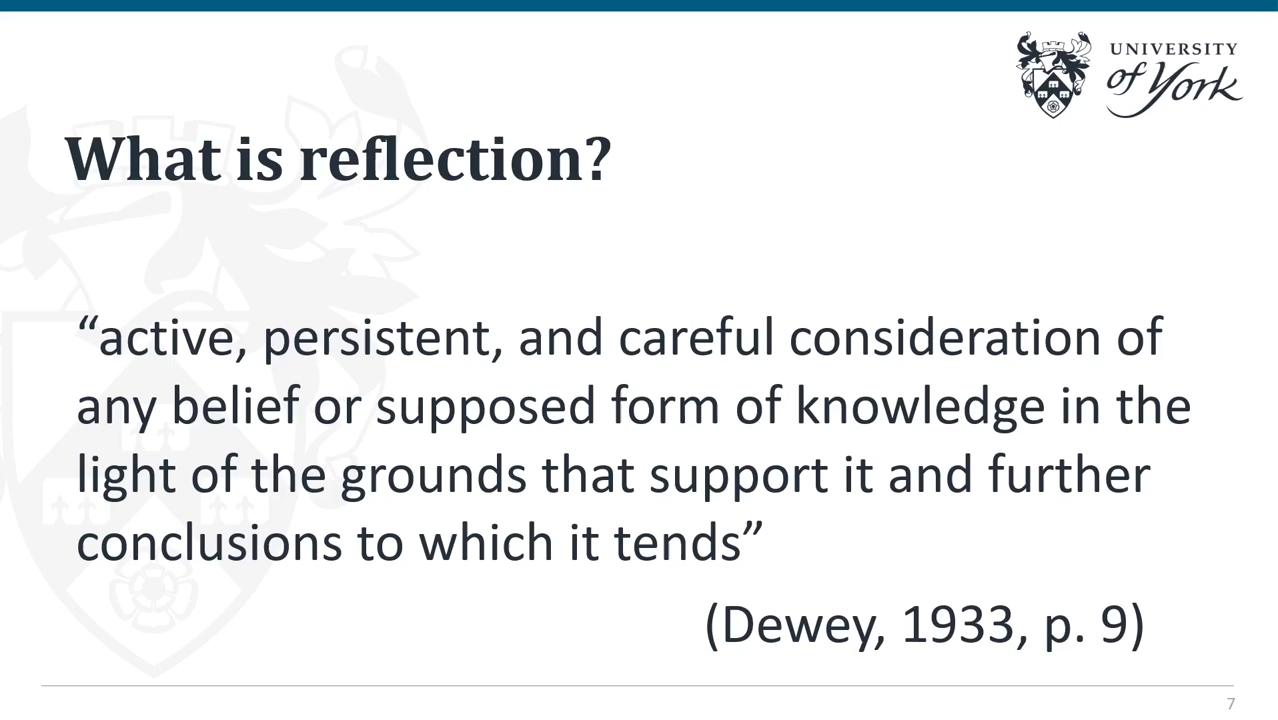 UNIVERSITY
of York
What is reflection?
“active, persistent, and careful consideration of
any belief or supposed form of knowledge in the
light of the grounds that support it and further
conclusions to which it tends”
(Dewey, 1933, p. 9)
7